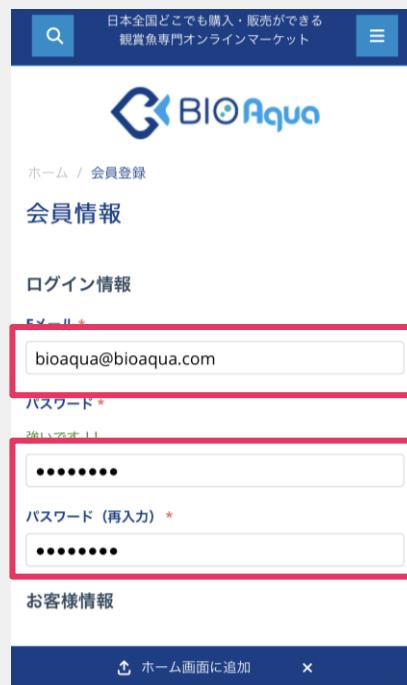 日本全国どこでも購入・販売ができる
観賞魚専門オンラインマーケット
BIO Aqua
ホーム / 会員登録
会員情報
ログイン情報
Eメール *
bioaqua@bioaqua.com
パスワード *
強いです!!
●●●●●●●●
パスワード（再入力） *
●●●●●●●●
お客様情報
ホーム画面に追加 ×